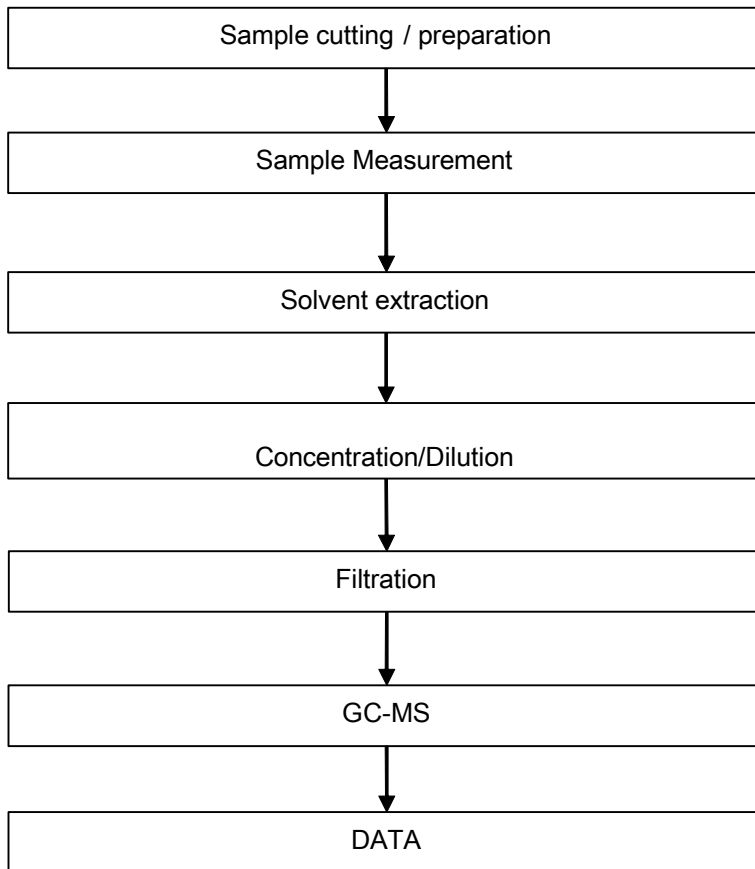 Sample cutting / preparation
Sample Measurement
Solvent extraction
Concentration/Dilution
Filtration
GC-MS
DATA